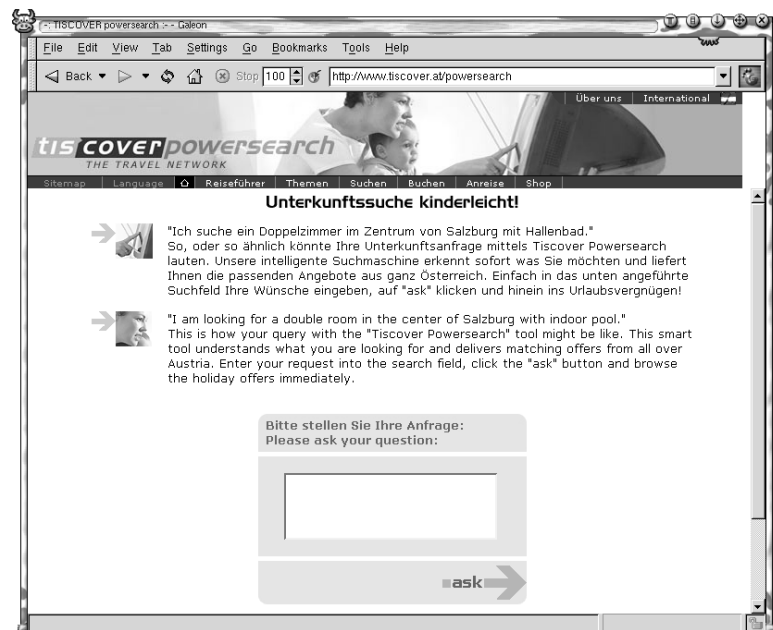 -: TISCOVER powersearch :- - Galeon
File Edit View Tab Settings Go Bookmarks Tools Help
Back Stop 100 http://www.tiscover.at/powersearch
Über uns | International
tiscover powersearch
THE TRAVEL NETWORK
Sitemap | Language Reiseführer | Themen | Suchen | Buchen | Anreise | Shop
Unterkunftssuche kinderleicht!
"Ich suche ein Doppelzimmer im Zentrum von Salzburg mit Hallenbad."
So, oder so ähnlich könnte Ihre Unterkunftsanfrage mittels Tiscover Powersearch
lauten. Unsere intelligente Suchmaschine erkennt sofort was Sie möchten und liefert
Ihnen die passenden Angebote aus ganz Österreich. Einfach in das unten angeführte
Suchfeld Ihre Wünsche eingeben, auf "ask" klicken und hinein ins Urlaubsvergnügen!
"I am looking for a double room in the center of Salzburg with indoor pool."
This is how your query with the "Tiscover Powersearch" tool might be like. This smart
tool understands what you are looking for and delivers matching offers from all over
Austria. Enter your request into the search field, click the "ask" button and browse
the holiday offers immediately.
Bitte stellen Sie Ihre Anfrage:
Please ask your question:
ask